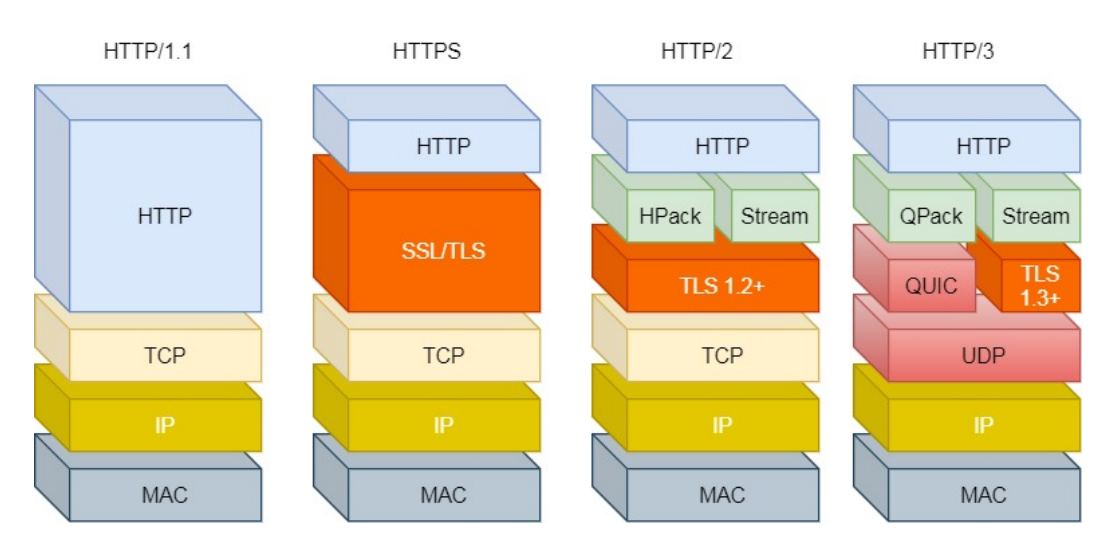 HTTP/1.1 HTTPS HTTP/2 HTTP/3
HTTP HTTP HTTP
HTTP HPack Stream QPack Stream
SSL/TLS
TLS 1.2+ QUIC TLS
1.3+
TCP TCP TCP UDP
IP IP IP IP
MAC MAC MAC MAC